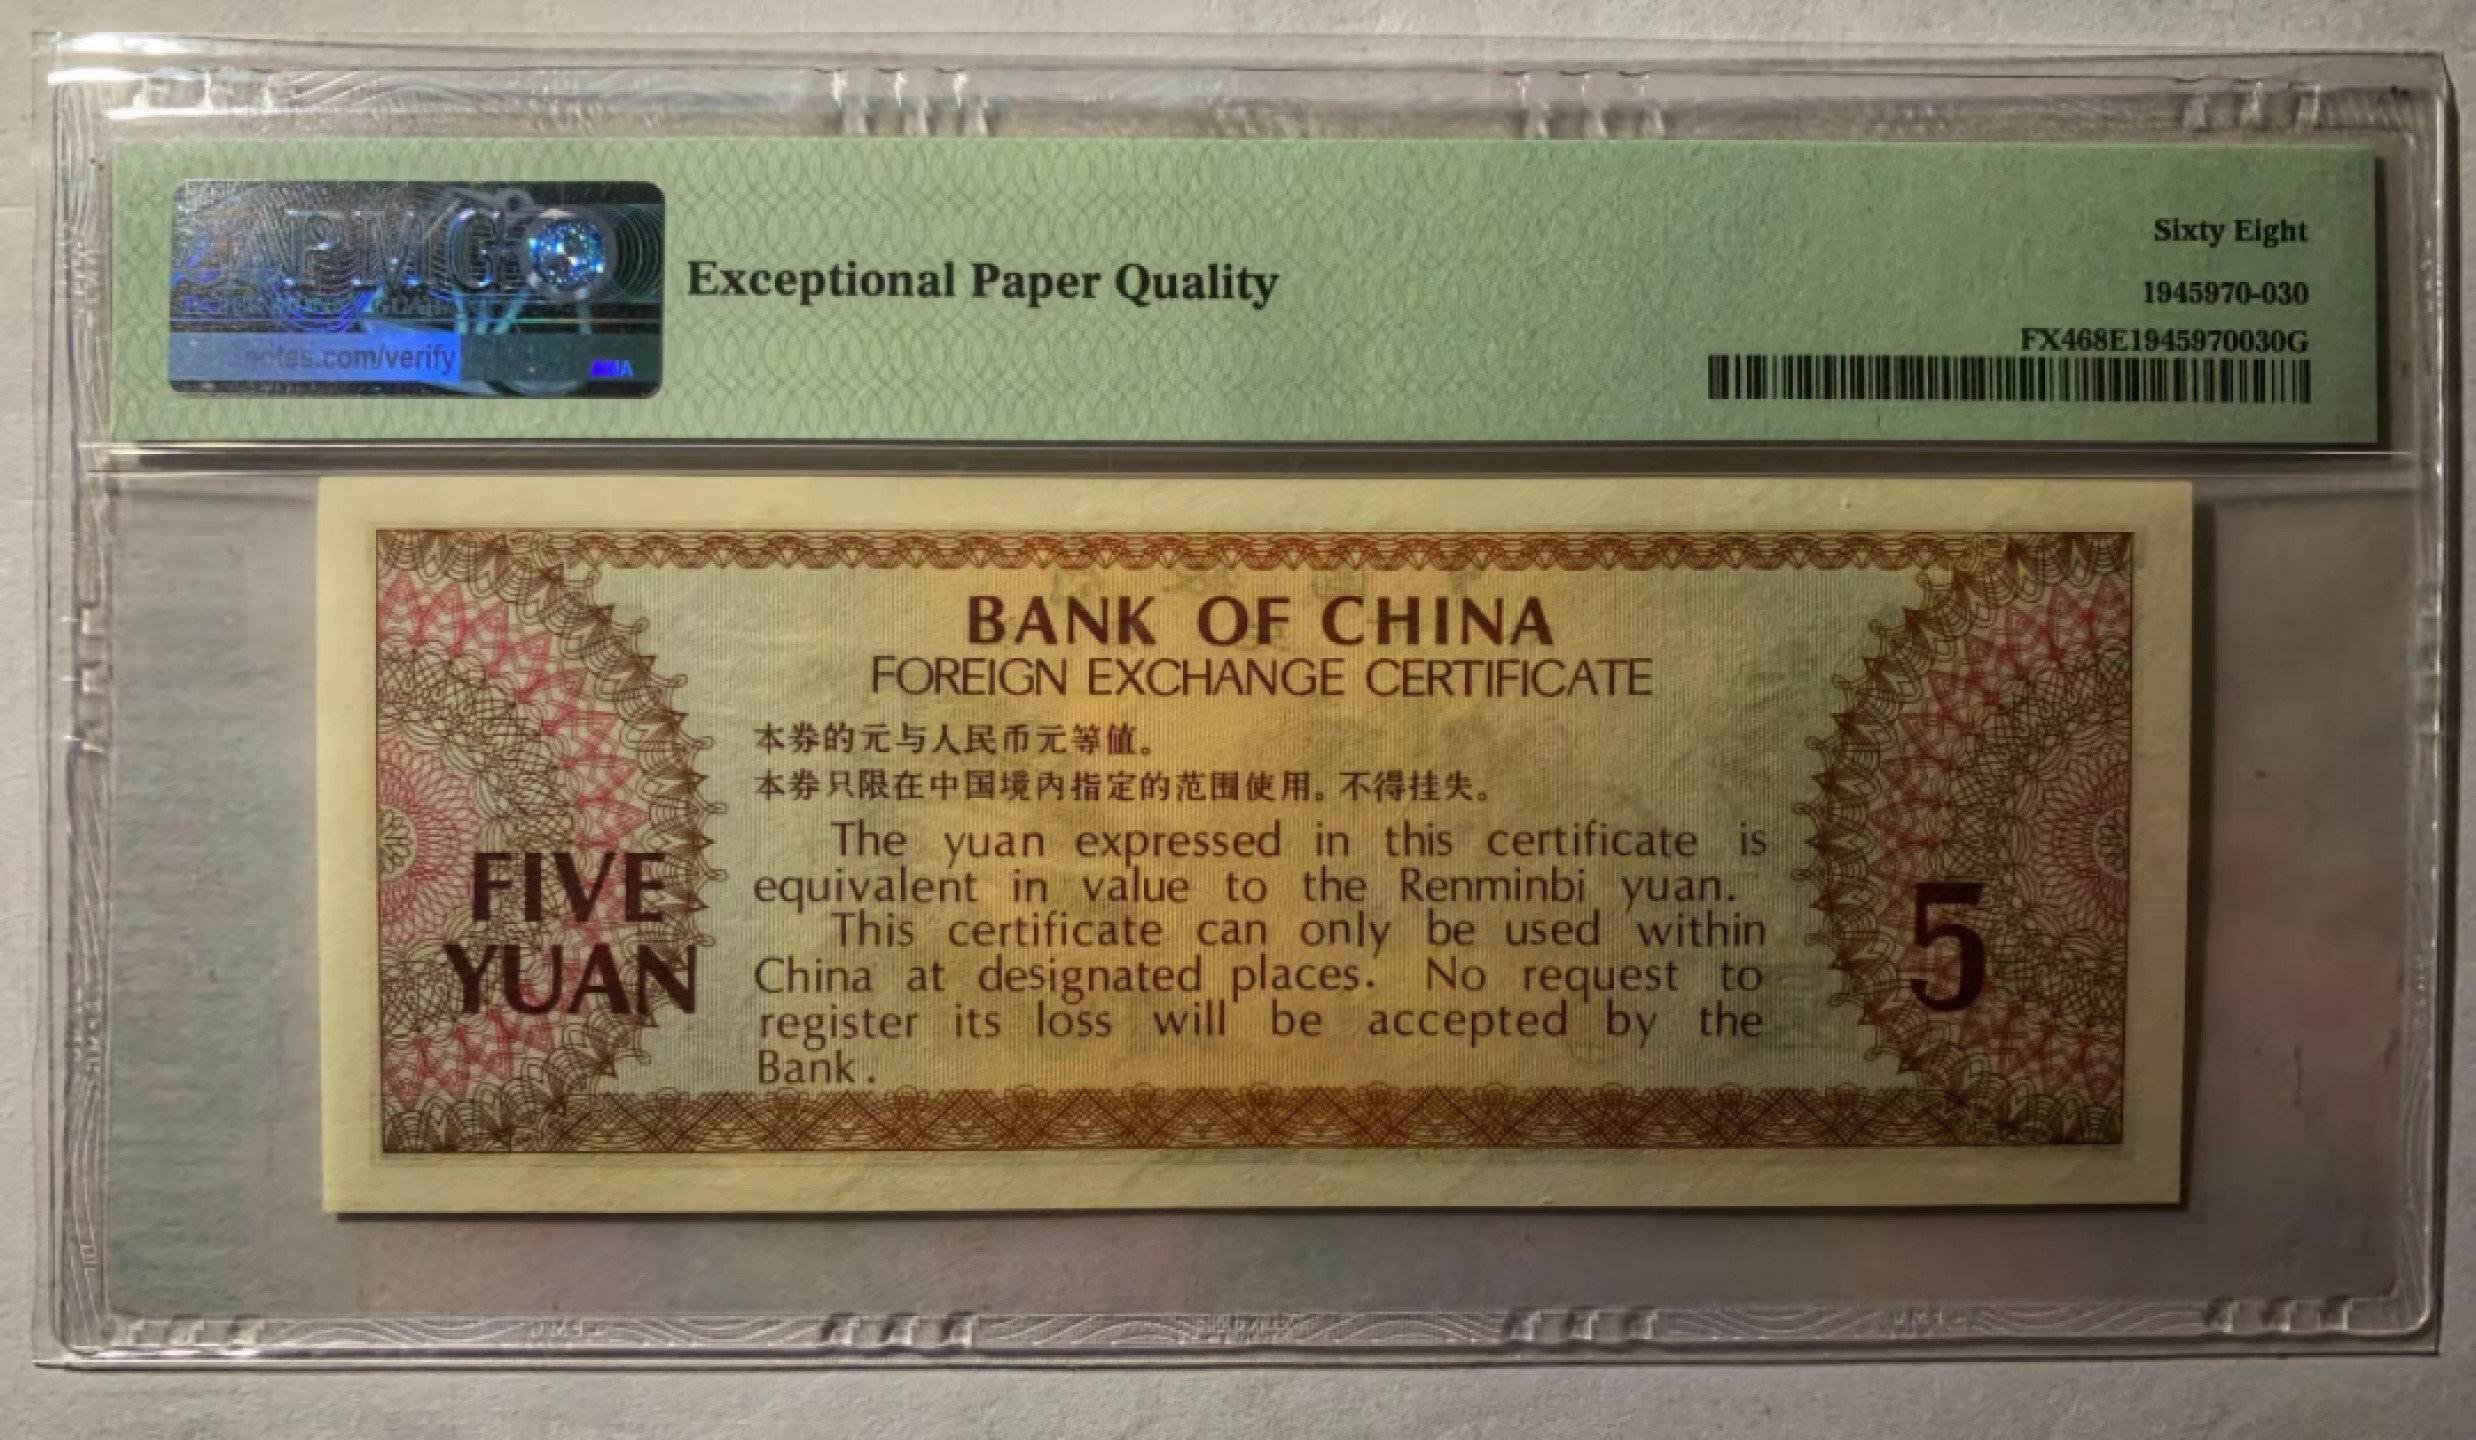 PMG
notes.com/verify
Exceptional Paper Quality
Sixty Eight
1945970-030
FX468E1945970030G
BANK OF CHINA
FOREIGN EXCHANGE CERTIFICATE
本券的元与人民币元等值。
本券只限在中国境内指定的范围使用。不得挂失。
The yuan expressed in this certificate is
equivalent in value to the Renminbi yuan.
This certificate can only be used within
China at designated places. No request to
register its loss will be accepted by the
Bank.
FIVE
YUAN
5